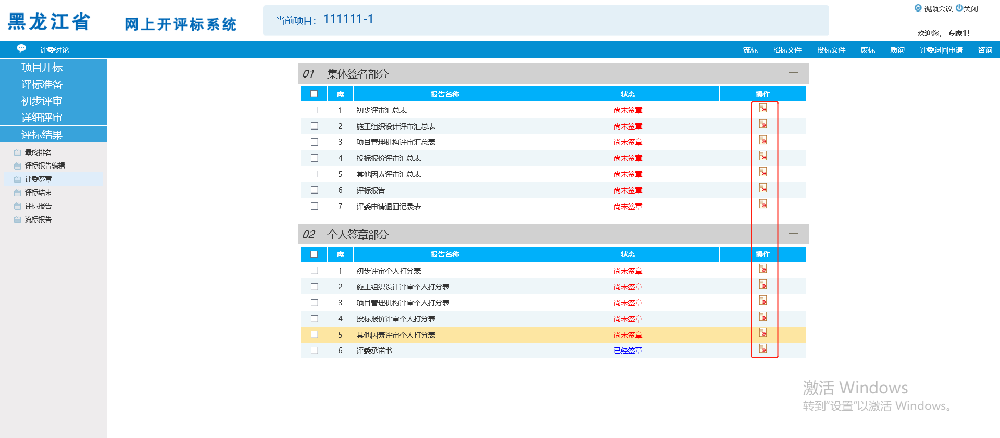 黑龙江省 网上开评标系统 当前项目： 111111-1 视频会议 关闭
欢迎您， 专家1！
评委讨论 流标 招标文件 投标文件 废标 质询 评委退回申请 咨询
项目开标
评标准备
初步评审
详细评审
评标结果
最终排名
评标报告编辑
评委签章
评标结束
评标报告
流标报告
01 集体签名部分
序 报告名称 状态 操作
1 初步评审汇总表 尚未签章
2 施工组织设计评审汇总表 尚未签章
3 项目管理机构评审汇总表 尚未签章
4 投标报价评审汇总表 尚未签章
5 其他因素评审汇总表 尚未签章
6 评标报告 尚未签章
7 评委申请退回记录表 尚未签章
02 个人签章部分
序 报告名称 状态 操作
1 初步评审个人打分表 尚未签章
2 施工组织设计评审个人打分表 尚未签章
3 项目管理机构评审个人打分表 尚未签章
4 投标报价评审个人打分表 尚未签章
5 其他因素评审个人打分表 尚未签章
6 评委承诺书 已经签章
激活 Windows
转到“设置”以激活 Windows。